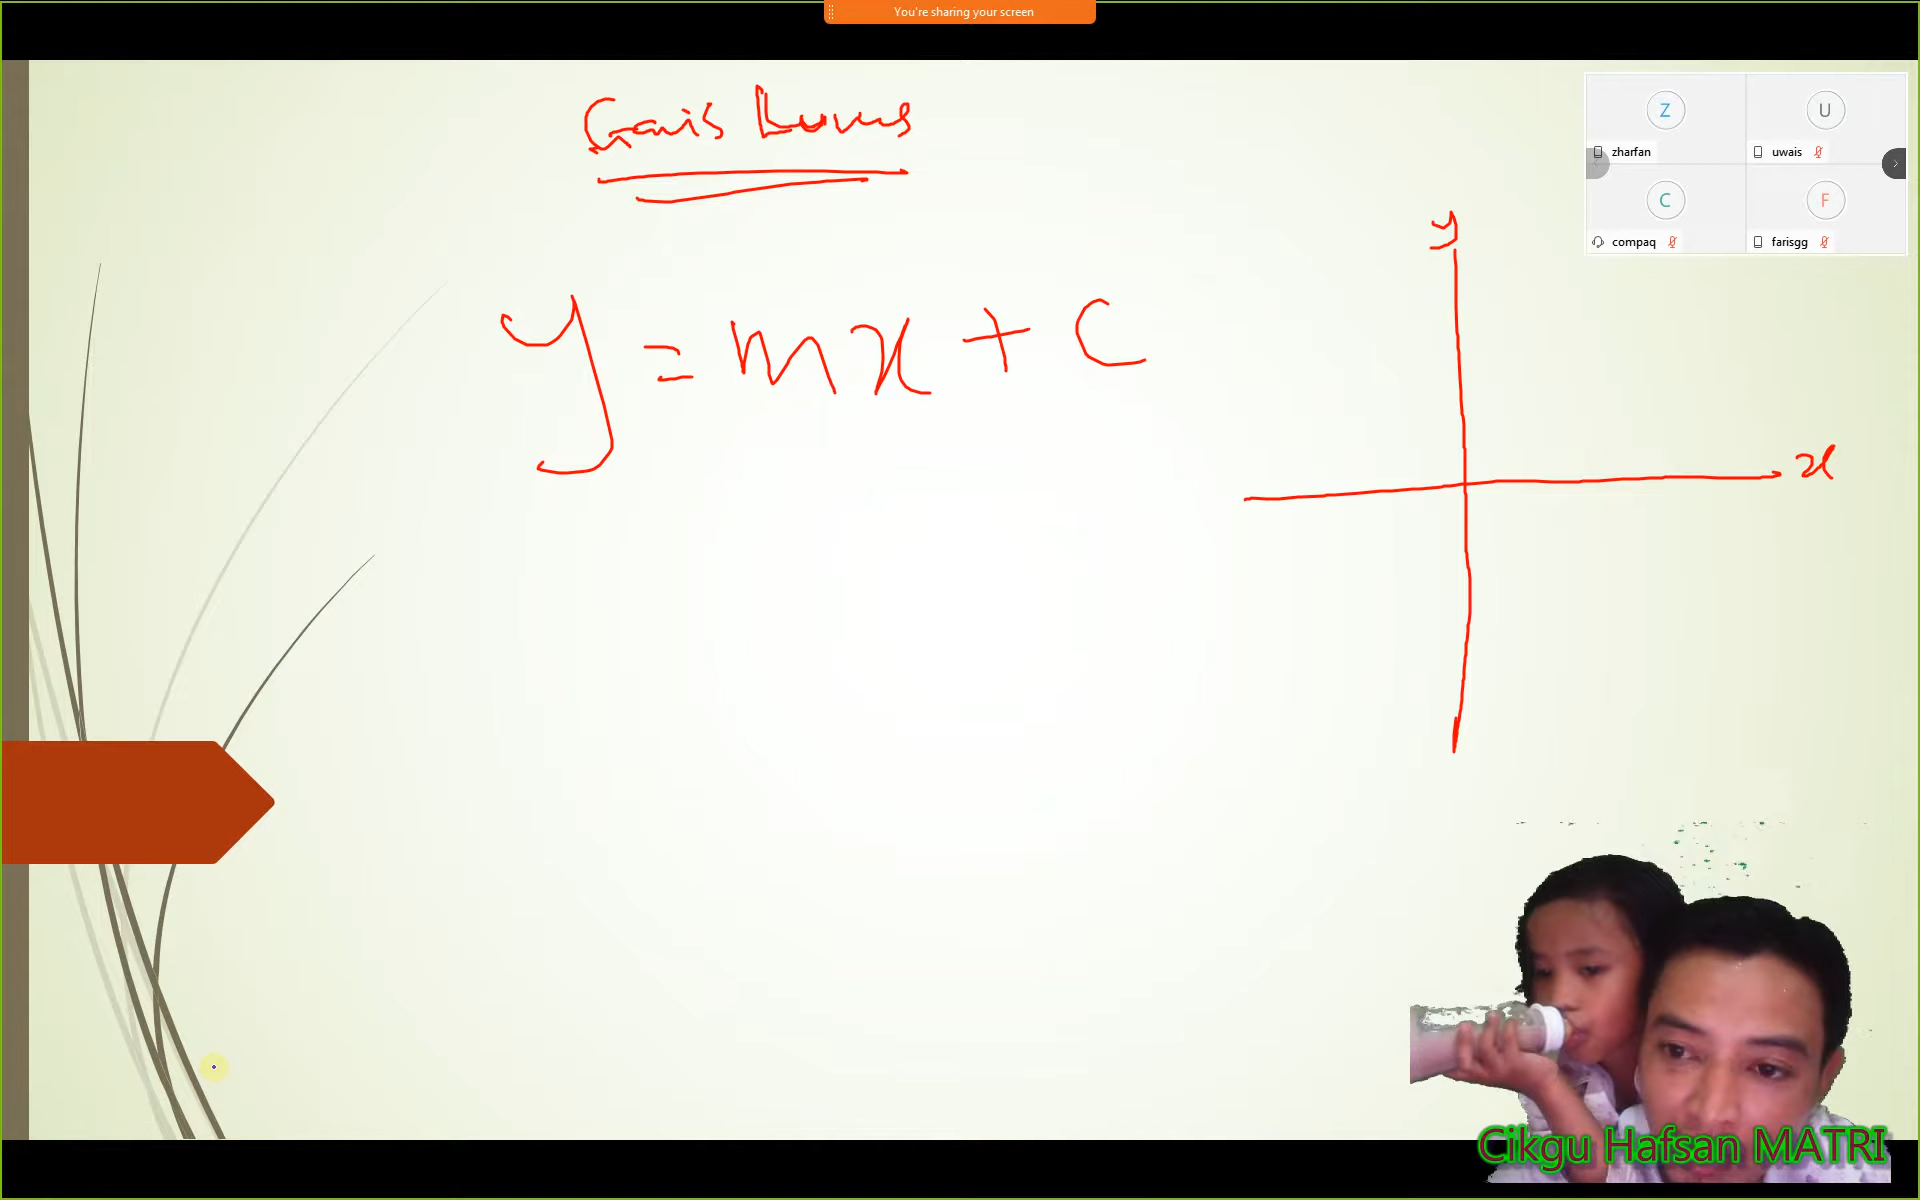 You're sharing your screen
Garis Lurus
Z
U
zharfan
uwais
C
F
compaq
farisgg
y = mx + c
y
x
Cikgu Hafsan MATRI